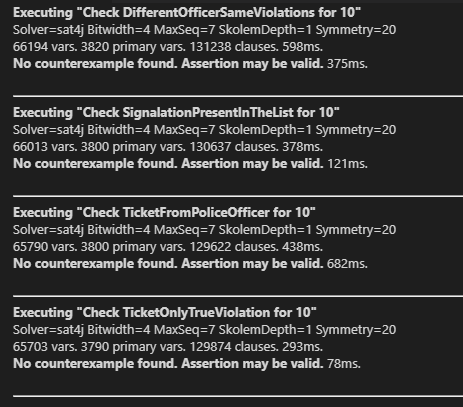 Executing "Check DifferentOfficerSameViolations for 10"
Solver=sat4j Bitwidth=4 MaxSeq=7 SkolemDepth=1 Symmetry=20
66194 vars. 3820 primary vars. 131238 clauses. 598ms.
No counterexample found. Assertion may be valid. 375ms.
Executing "Check SignalationPresentInTheList for 10"
Solver=sat4j Bitwidth=4 MaxSeq=7 SkolemDepth=1 Symmetry=20
66013 vars. 3800 primary vars. 130637 clauses. 378ms.
No counterexample found. Assertion may be valid. 121ms.
Executing "Check TicketFromPoliceOfficer for 10"
Solver=sat4j Bitwidth=4 MaxSeq=7 SkolemDepth=1 Symmetry=20
65790 vars. 3800 primary vars. 129622 clauses. 438ms.
No counterexample found. Assertion may be valid. 682ms.
Executing "Check TicketOnlyTrueViolation for 10"
Solver=sat4j Bitwidth=4 MaxSeq=7 SkolemDepth=1 Symmetry=20
65703 vars. 3790 primary vars. 129874 clauses. 293ms.
No counterexample found. Assertion may be valid. 78ms.